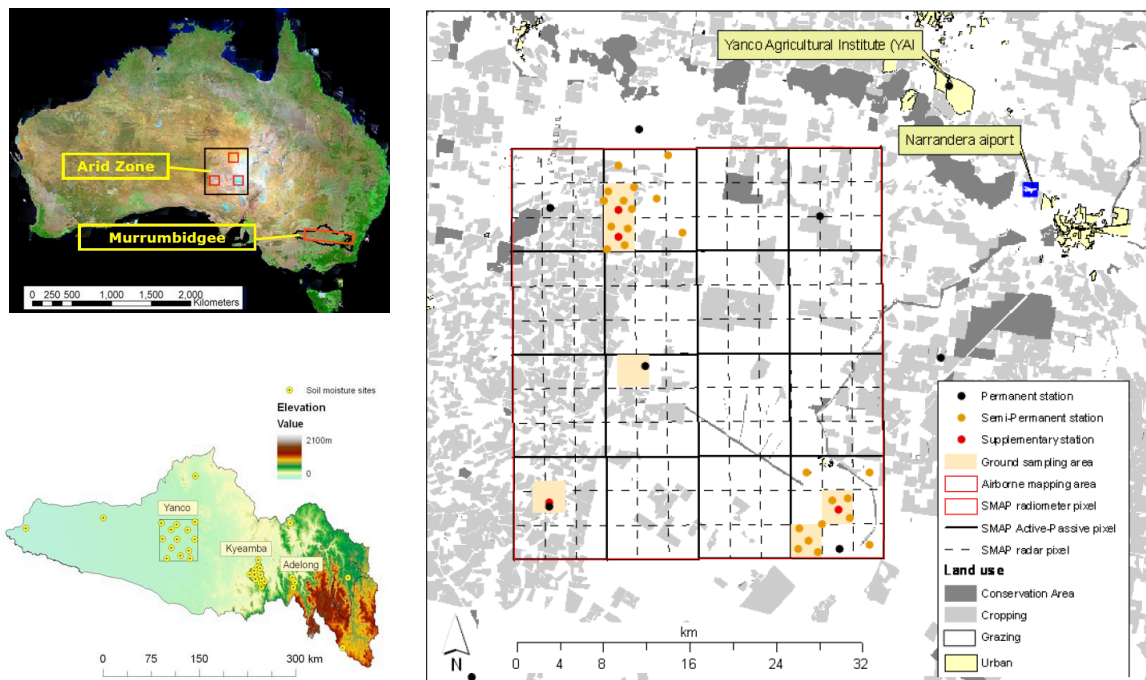 Arid Zone
Murrumbidgee
0 250 500 1,000 1,500 2,000
Kilometers
Soil moisture sites
Elevation
Value
2100m
0
Yanco
Kyeamba
Adelong
0 75 150 300 km
Yanco Agricultural Institute (YAI
Narrandera aiport
Permanent station
Semi-Permanent station
Supplementary station
Ground sampling area
Airborne mapping area
SMAP radiometer pixel
SMAP Active-Passive pixel
SMAP radar pixel
Land use
Conservation Area
Cropping
Grazing
Urban
km
N
0 4 8 16 24 32